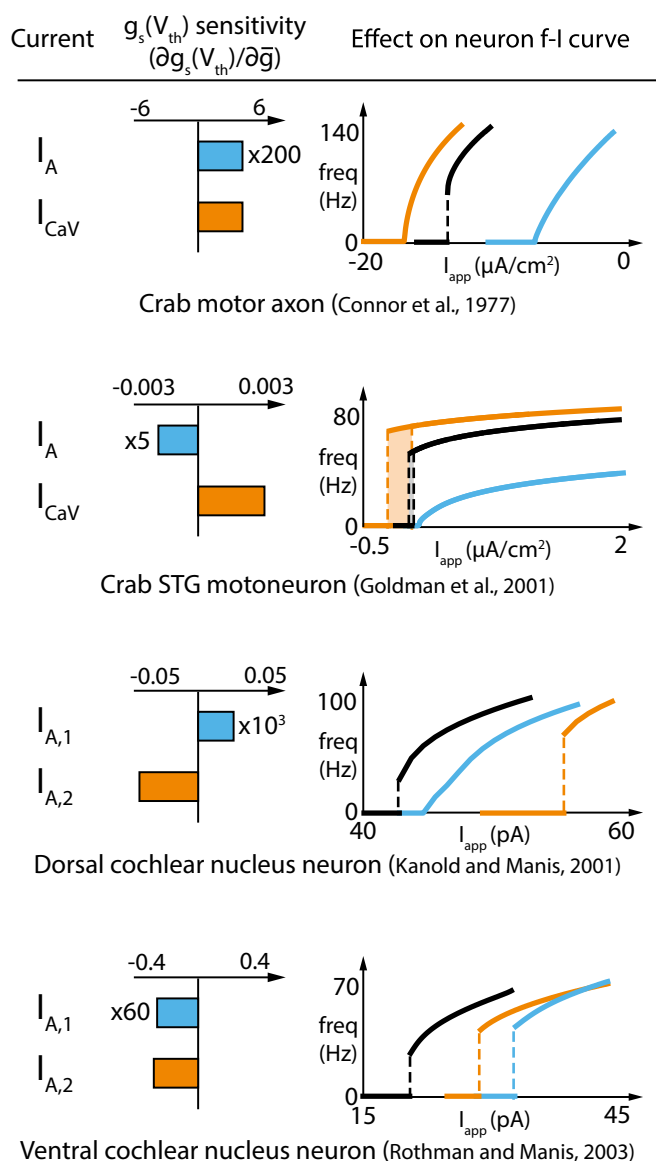 Current
g_s(V_th) sensitivity
(∂g_s(V_th)/∂ḡ)
Effect on neuron f-I curve
-6 6
I_A
x200
I_CaV
140
freq
(Hz)
0
-20
I_app (µA/cm²)
0
Crab motor axon (Connor et al., 1977)
-0.003 0.003
I_A
x5
I_CaV
80
freq
(Hz)
0
-0.5
I_app (µA/cm²)
2
Crab STG motoneuron (Goldman et al., 2001)
-0.05 0.05
I_A,1
x10³
I_A,2
100
freq
(Hz)
0
40
I_app (pA)
60
Dorsal cochlear nucleus neuron (Kanold and Manis, 2001)
-0.4 0.4
I_A,1
x60
I_A,2
70
freq
(Hz)
0
15
I_app (pA)
45
Ventral cochlear nucleus neuron (Rothman and Manis, 2003)